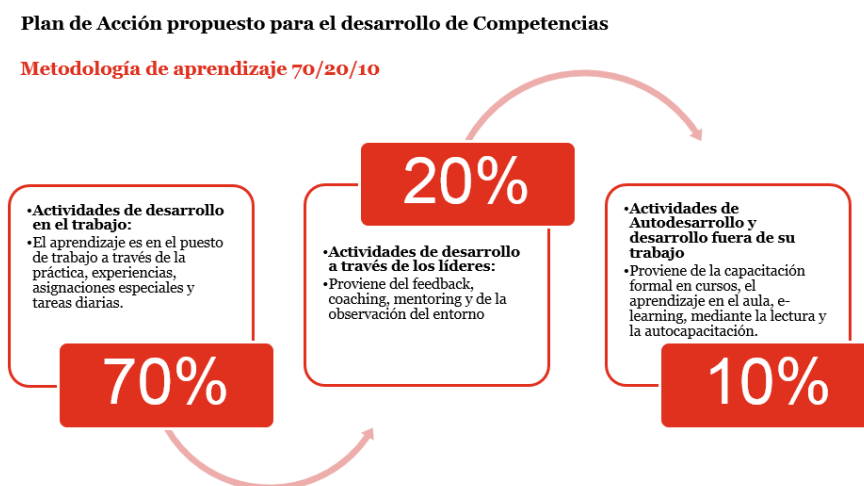 Plan de Acción propuesto para el desarrollo de Competencias
Metodología de aprendizaje 70/20/10
•Actividades de desarrollo
en el trabajo:
•El aprendizaje es en el puesto
de trabajo a través de la
práctica, experiencias,
asignaciones especiales y
tareas diarias.
70%
20%
•Actividades de desarrollo
a través de los líderes:
•Proviene del feedback,
coaching, mentoring y de la
observación del entorno
•Actividades de
Autodesarrollo y
desarrollo fuera de su
trabajo
•Proviene de la capacitación
formal en cursos, el
aprendizaje en el aula, e-
learning, mediante la lectura y
la autocapacitación.
10%